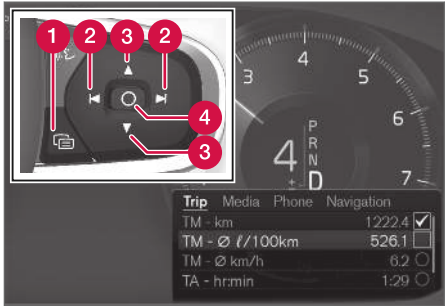 1 2 3 2
4
3
3 4 5 6 7
4
P
R
N
D
+
-
Trip Media Phone Navigation
TM - km 1222.4
TM - Ø ℓ/100km 526.1
TM - Ø km/h 6.2
TA - hr:min 1:29